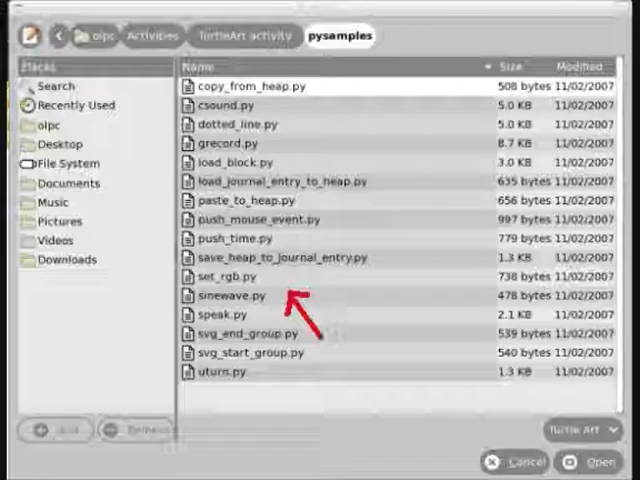 olpc Activities TurtleArt activity pysamples
Places Name Size Modified
Search copy_from_heap.py 508 bytes 11/02/2007
Recently Used csound.py 5.0 KB 11/02/2007
olpc dotted_line.py 5.0 KB 11/02/2007
Desktop grecord.py 8.7 KB 11/02/2007
File System load_block.py 3.0 KB 11/02/2007
Documents load_journal_entry_to_heap.py 635 bytes 11/02/2007
Music paste_to_heap.py 656 bytes 11/02/2007
Pictures push_mouse_event.py 997 bytes 11/02/2007
Videos push_time.py 779 bytes 11/02/2007
Downloads save_heap_to_journal_entry.py 1.3 KB 11/02/2007
set_rgb.py 738 bytes 11/02/2007
sinewave.py 478 bytes 11/02/2007
speak.py 2.1 KB 11/02/2007
svg_end_group.py 539 bytes 11/02/2007
svg_start_group.py 540 bytes 11/02/2007
uturn.py 1.3 KB 11/02/2007
Add Remove Turtle Art
Cancel Open